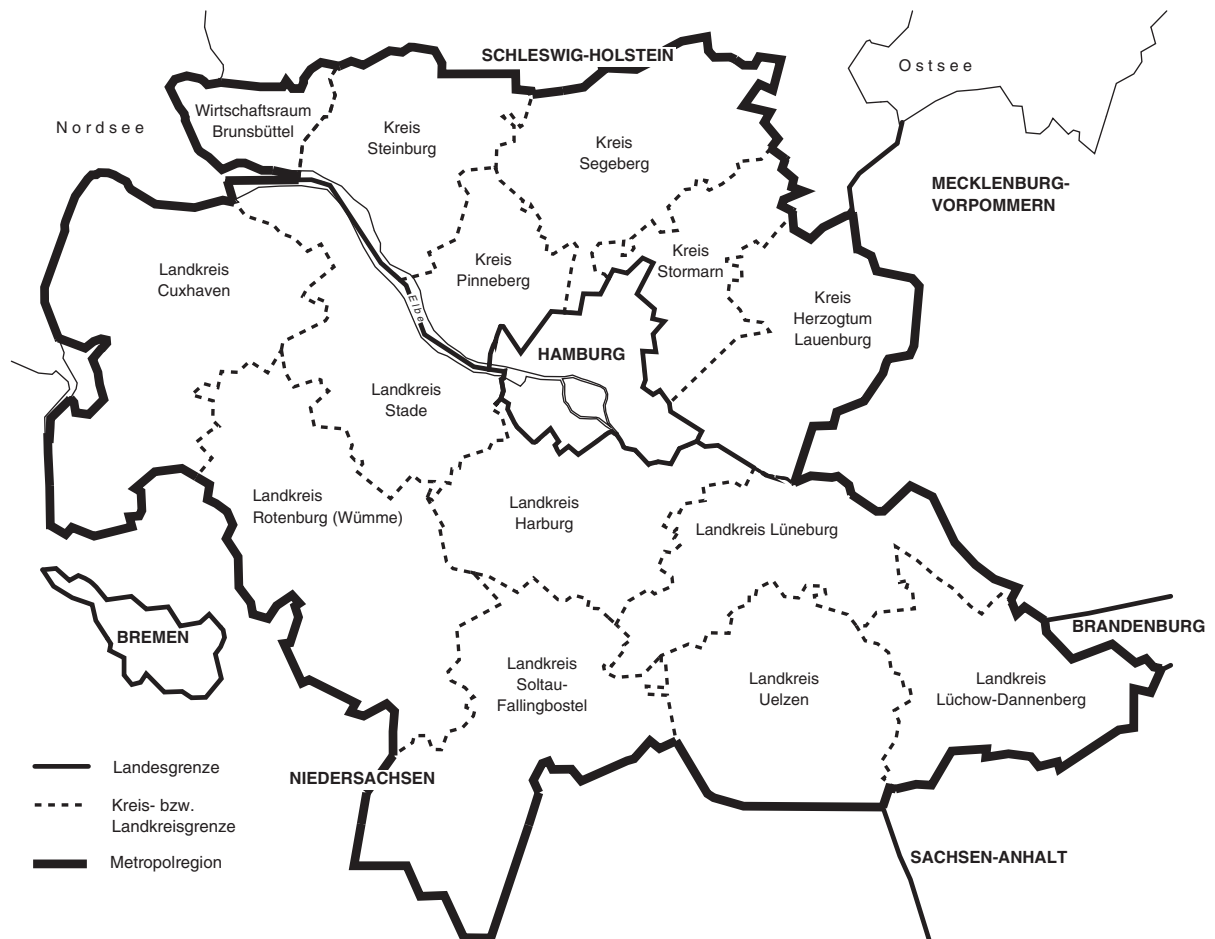 SCHLESWIG-HOLSTEIN
Ostsee
Wirtschaftsraum
Brunsbüttel
Nordsee
Kreis
Steinburg
Kreis
Segeberg
MECKLENBURG-
VORPOMMERN
Landkreis
Cuxhaven
Kreis
Pinneberg
Kreis
Stormarn
Kreis
Herzogtum
Lauenburg
Elbe
HAMBURG
Landkreis
Stade
Landkreis
Rotenburg (Wümme)
Landkreis
Harburg
Landkreis Lüneburg
BREMEN
BRANDENBURG
Landkreis
Soltau-
Fallingbostel
Landkreis
Uelzen
Landkreis
Lüchow-Dannenberg
NIEDERSACHSEN
SACHSEN-ANHALT
Landesgrenze
Kreis- bzw.
Landkreisgrenze
Metropolregion